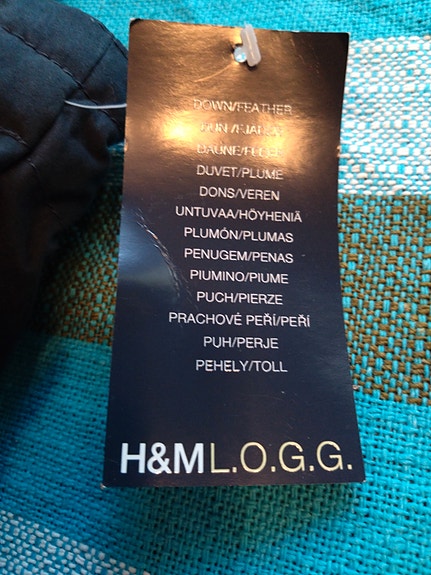 DOWN/FEATHER
DUVET/PLUME
DONS/VEREN
UNTUVAA/HÖYHENIÄ
PLUMÓN/PLUMAS
PENUGEM/PENAS
PIUMINO/PIUME
PUCH/PIERZE
PRACHOVÉ PEŘÍ/PEŘÍ
PUH/PERJE
PEHELY/TOLL
H&M L.O.G.G.